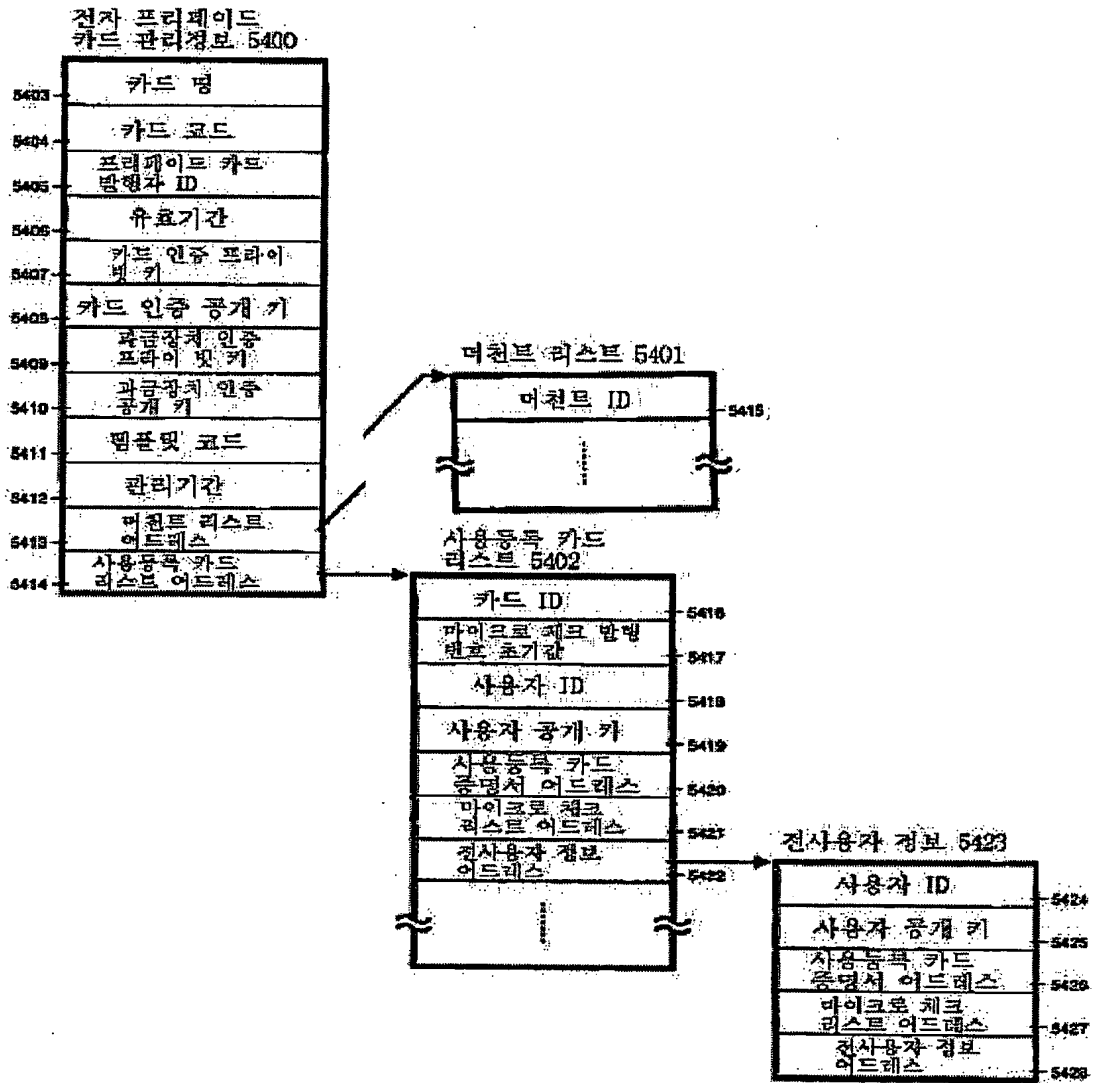 전자 프리페이드
카드 관리정보 5400
5403
카드 명
5404
카드 코드
5405
프리페이드 카드
발행자 ID
5406
유효기간
5407
카드 인증 프라이
빗 키
5408
카드 인증 공개 키
5409
과금장치 인증
프라이 빗 키
5410
과금장치 인증
공개 키
5411
템플릿 코드
5412
관리기간
5413
머천트 리스트
어드레스
5414
사용등록 카드
리스트 어드레스
머천트 리스트 5401
머천트 ID
5415
사용등록 카드
리스트 5402
카드 ID
5416
마이크로 체크 발행
번호 초기값
5417
사용자 ID
5418
사용자 공개 키
5419
사용등록 카드
증명서 어드레스
5420
마이크로 체크
리스트 어드레스
5421
전사용자 정보
어드레스
5422
전사용자 정보 5423
사용자 ID
5424
사용자 공개 키
5425
사용등록 카드
증명서 어드레스
5426
마이크로 체크
리스트 어드레스
5427
전사용자 정보
어드레스
5428